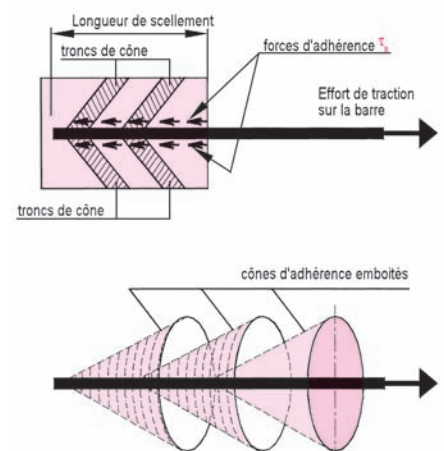 Longueur de scellement
troncs de cône
forces d'adhérence τs
Effort de traction
sur la barre
troncs de cône
cônes d'adhérence emboités